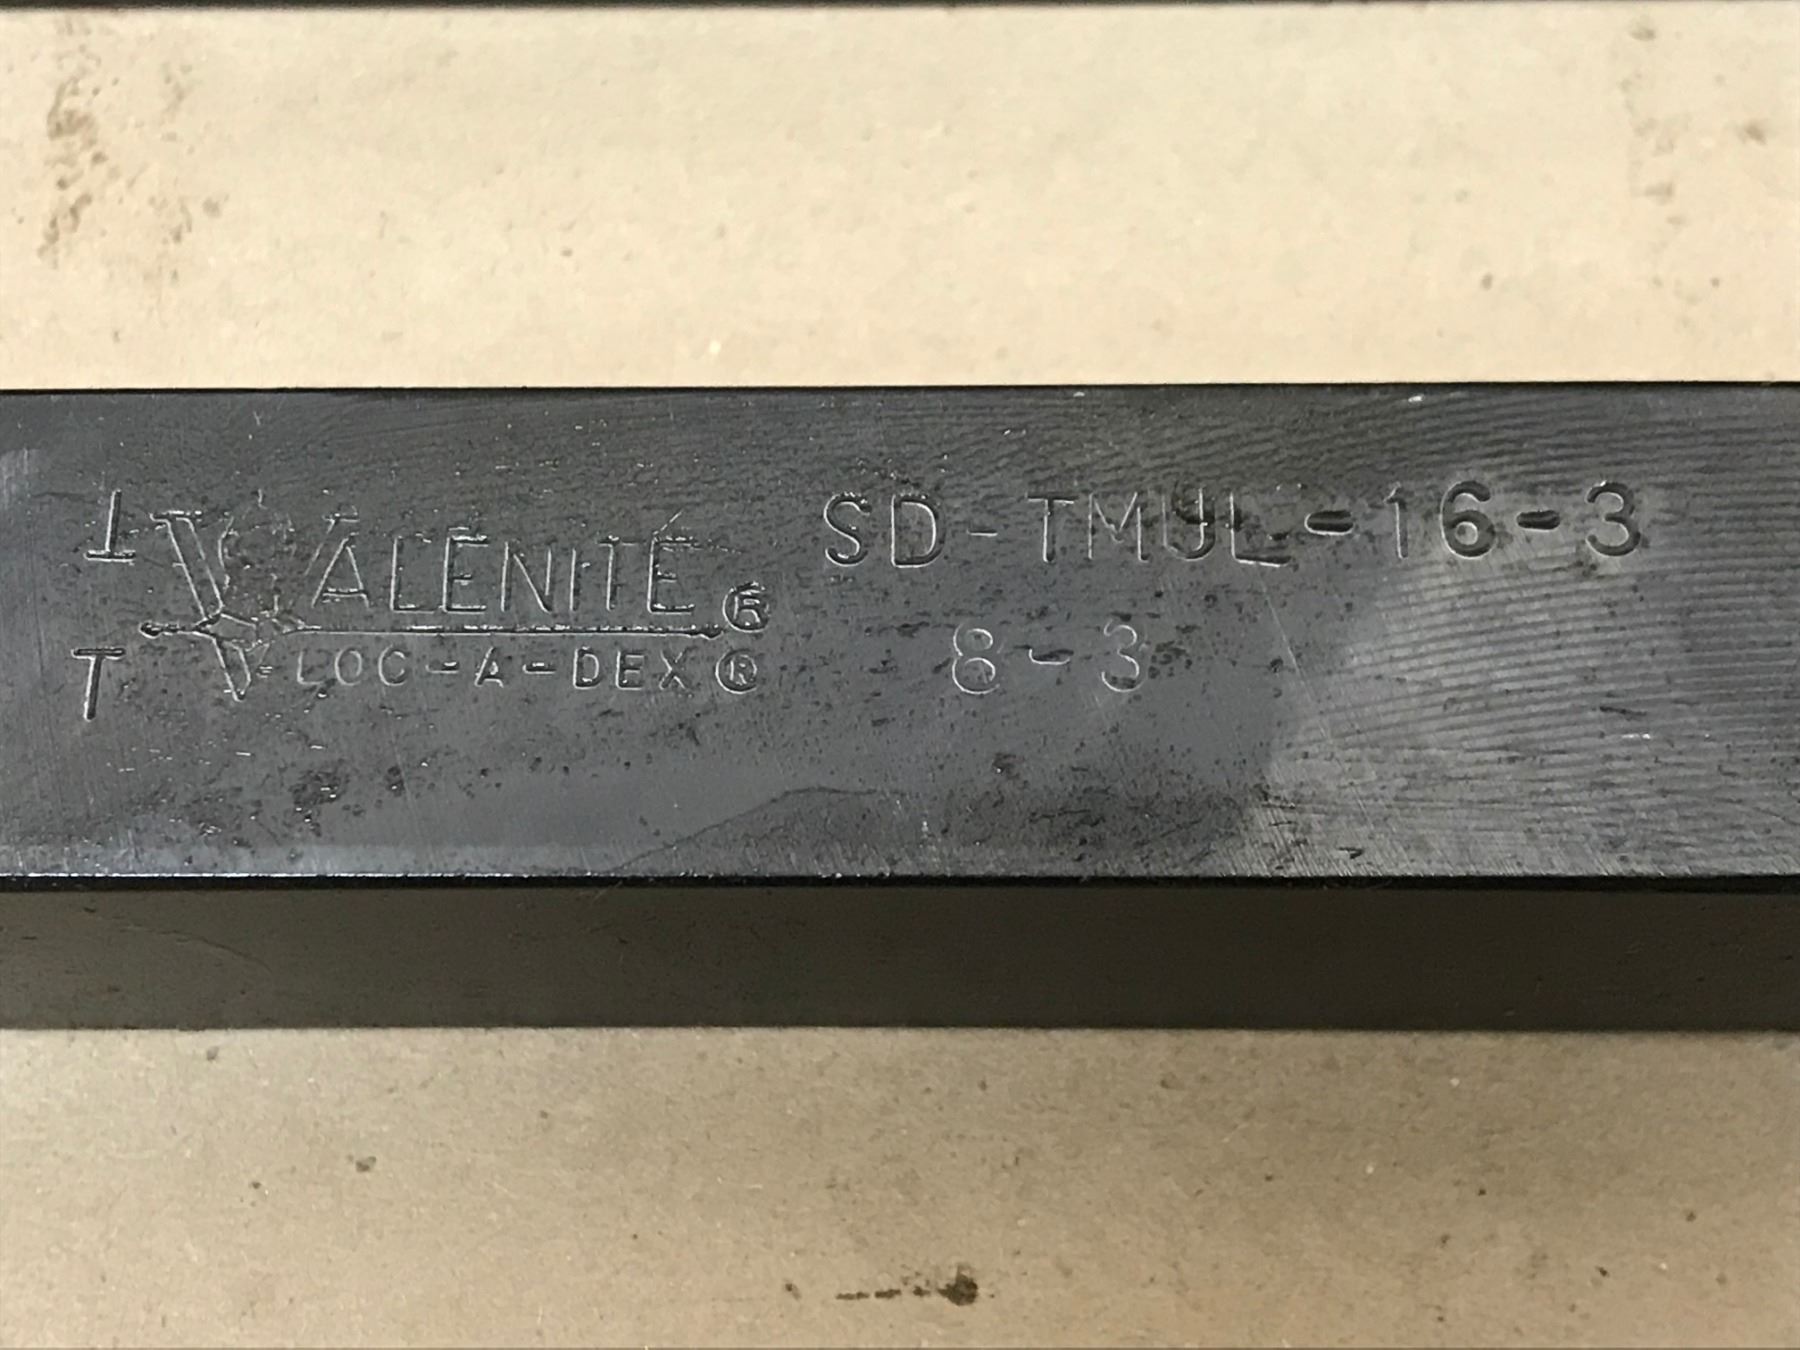 ⊥ VALENITE® SD-TMUL-16-3
T LOC-A-DEX® 8-3